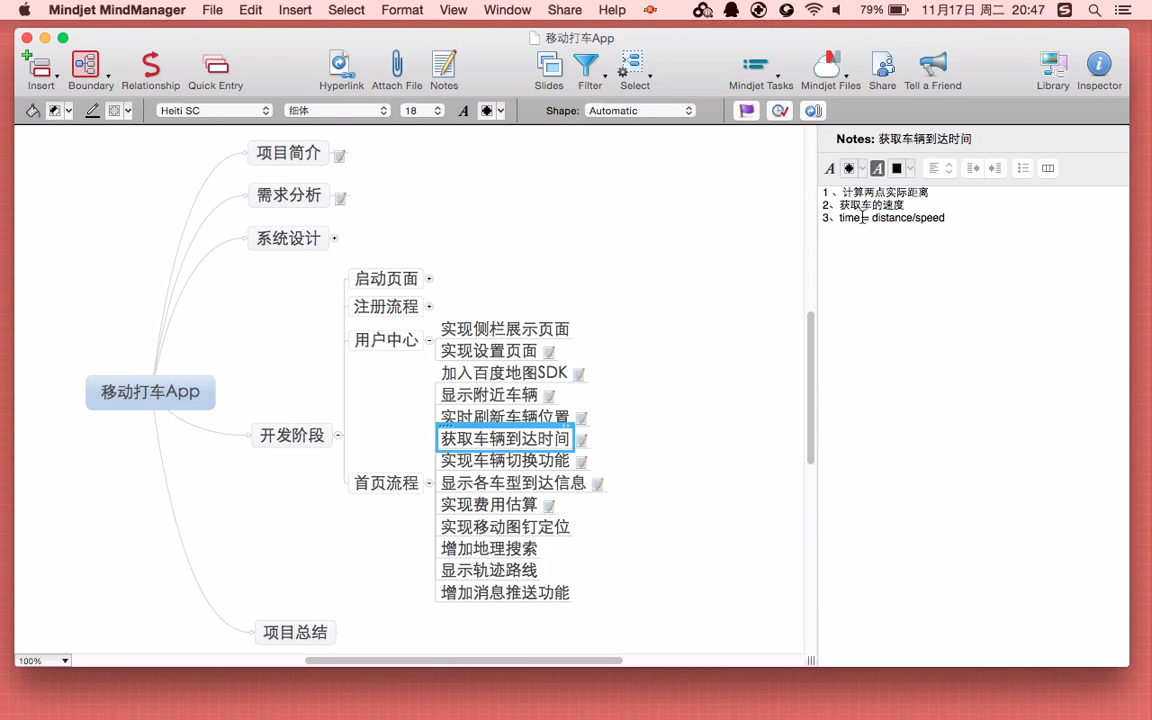 Mindjet MindManager File Edit Insert Select Format View Window Share Help 79% 11月17日 周二 20:47
移动打车App
Insert Boundary Relationship Quick Entry Hyperlink Attach File Notes Slides Filter Select Mindjet Tasks Mindjet Files Share Tell a Friend Library Inspector
Heiti SC 细体 18 Shape: Automatic
Notes: 获取车辆到达时间
1、计算两点实际距离
2、获取车的速度
3、time = distance/speed
项目简介
需求分析
系统设计
启动页面
注册流程
用户中心
实现侧栏展示页面
实现设置页面
加入百度地图SDK
显示附近车辆
实时刷新车辆位置
移动打车App
开发阶段
获取车辆到达时间
实现车辆切换功能
首页流程
显示各车型到达信息
实现费用估算
实现移动图钉定位
增加地理搜索
显示轨迹路线
增加消息推送功能
项目总结
100%